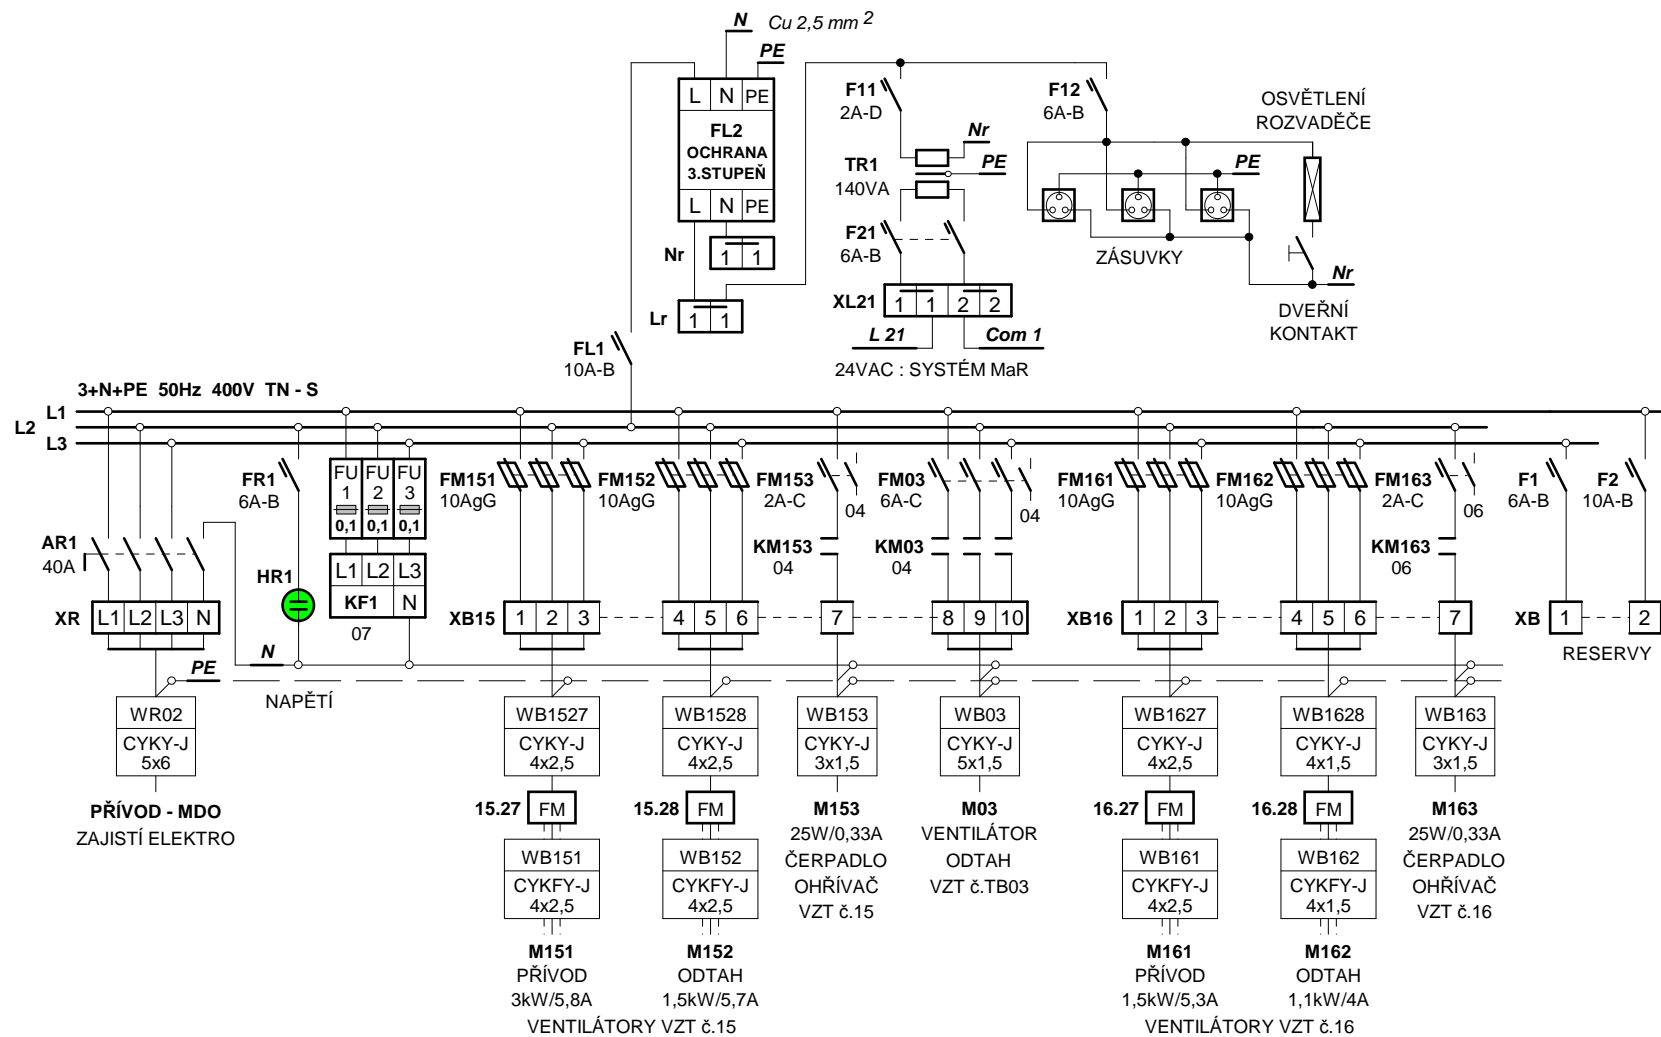 N Cu 2,5 mm 2
PE
L N PE
FL2
OCHRANA
3.STUPEŇ
L N PE
Nr 1 1
Lr 1 1
FL1
10A-B
F11
2A-D
Nr
PE
TR1
140VA
F21
6A-B
XL21 1 1 2 2
L 21 Com 1
24VAC : SYSTÉM MaR
F12
6A-B
OSVĚTLENÍ
ROZVADĚČE
PE
ZÁSUVKY
Nr
DVEŘNÍ
KONTAKT
3+N+PE 50Hz 400V TN - S
L1
L2
L3
AR1
40A
XR L1 L2 L3 N
PE
WR02
CYKY-J
5x6
PŘÍVOD - MDO
ZAJISTÍ ELEKTRO
FR1
6A-B
HR1
N
NAPĚTÍ
FU FU FU
1 2 3
0,1 0,1 0,1
L1 L2 L3
KF1 N
07
FM151
10AgG
XB15 1 2 3
WB1527
CYKY-J
4x2,5
15.27 FM
WB151
CYKFY-J
4x2,5
M151
PŘÍVOD
3kW/5,8A
FM152
10AgG
4 5 6
WB1528
CYKY-J
4x2,5
15.28 FM
WB152
CYKFY-J
4x2,5
M152
ODTAH
1,5kW/5,7A
VENTILÁTORY VZT č.15
FM153
2A-C
04
KM153
04
7
WB153
CYKY-J
3x1,5
M153
25W/0,33A
ČERPADLO
OHŘÍVAČ
VZT č.15
FM03
6A-C
04
KM03
04
8 9 10
WB03
CYKY-J
5x1,5
M03
VENTILÁTOR
ODTAH
VZT č.TB03
FM161
10AgG
XB16 1 2 3
WB1627
CYKY-J
4x2,5
16.27 FM
WB161
CYKFY-J
4x2,5
M161
PŘÍVOD
1,5kW/5,3A
FM162
10AgG
4 5 6
WB1628
CYKY-J
4x1,5
16.28 FM
WB162
CYKFY-J
4x1,5
M162
ODTAH
1,1kW/4A
VENTILÁTORY VZT č.16
FM163
2A-C
06
KM163
06
7
WB163
CYKY-J
3x1,5
M163
25W/0,33A
ČERPADLO
OHŘÍVAČ
VZT č.16
F1
6A-B
F2
10A-B
XB 1 2
RESERVY